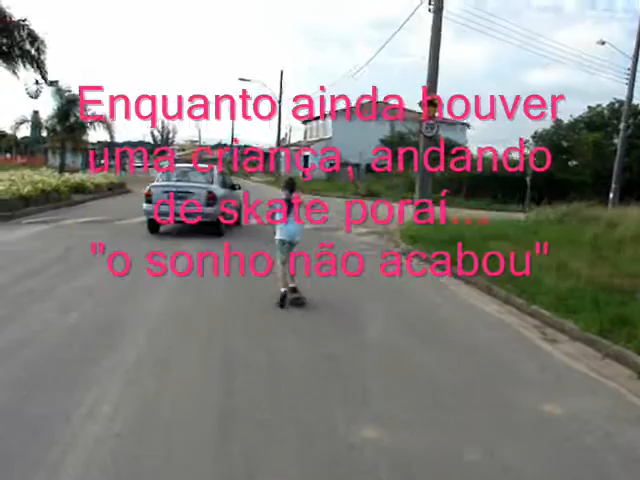 Enquanto ainda houver
uma criança, andando
de skate poraí...
"o sonho não acabou"